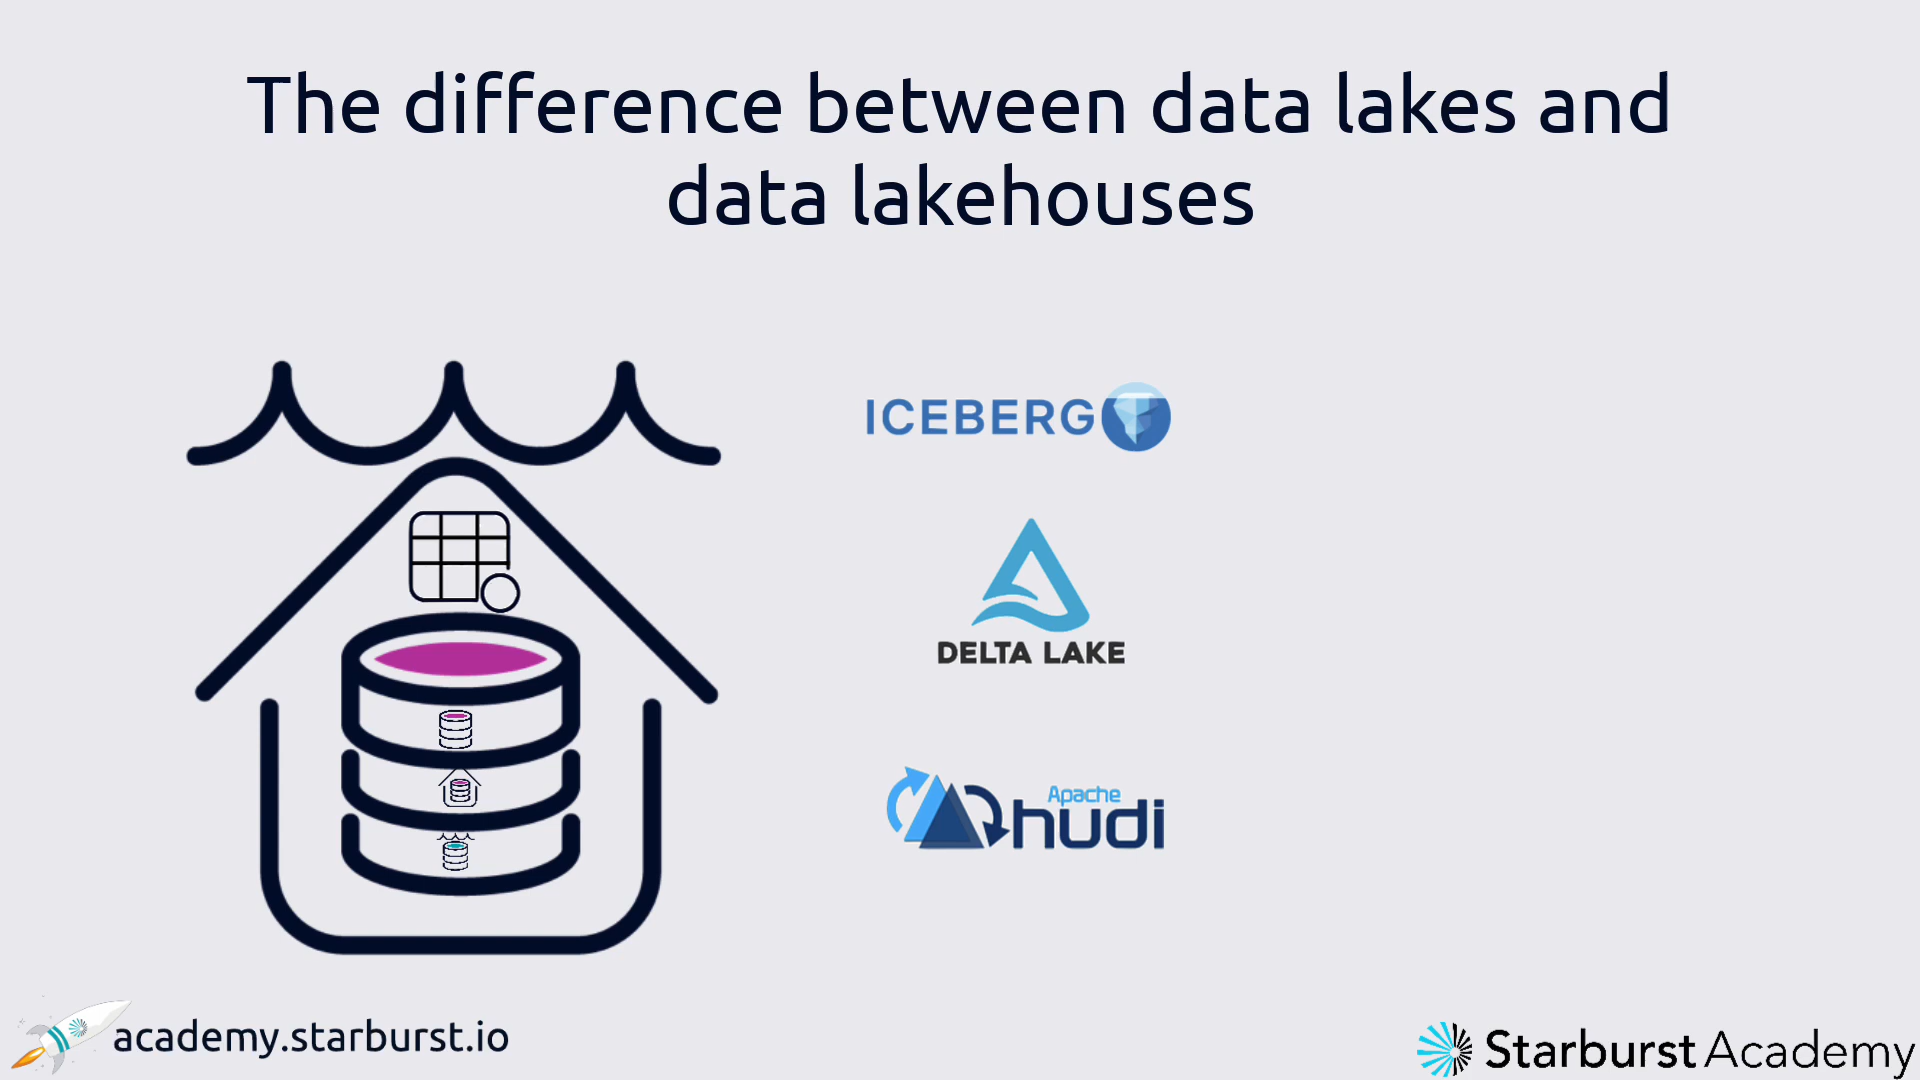 The difference between data lakes and
data lakehouses
ICEBERG
DELTA LAKE
Apache
hudi
academy.starburst.io
Starburst Academy